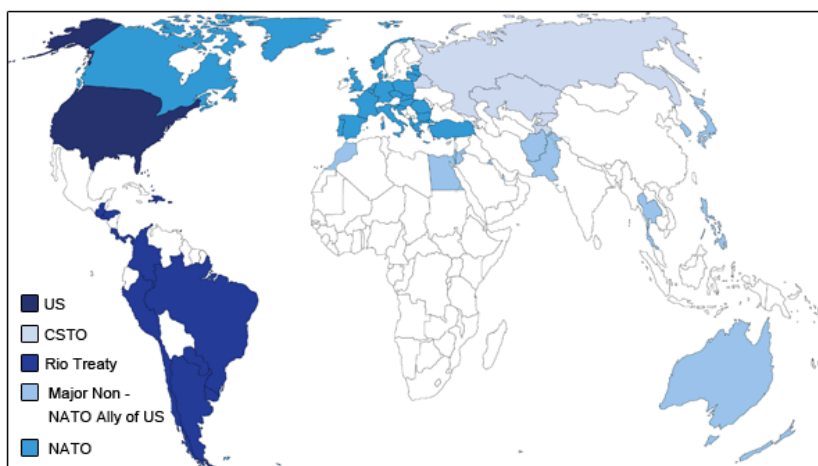 US
CSTO
Rio Treaty
Major Non -
NATO Ally of US
NATO